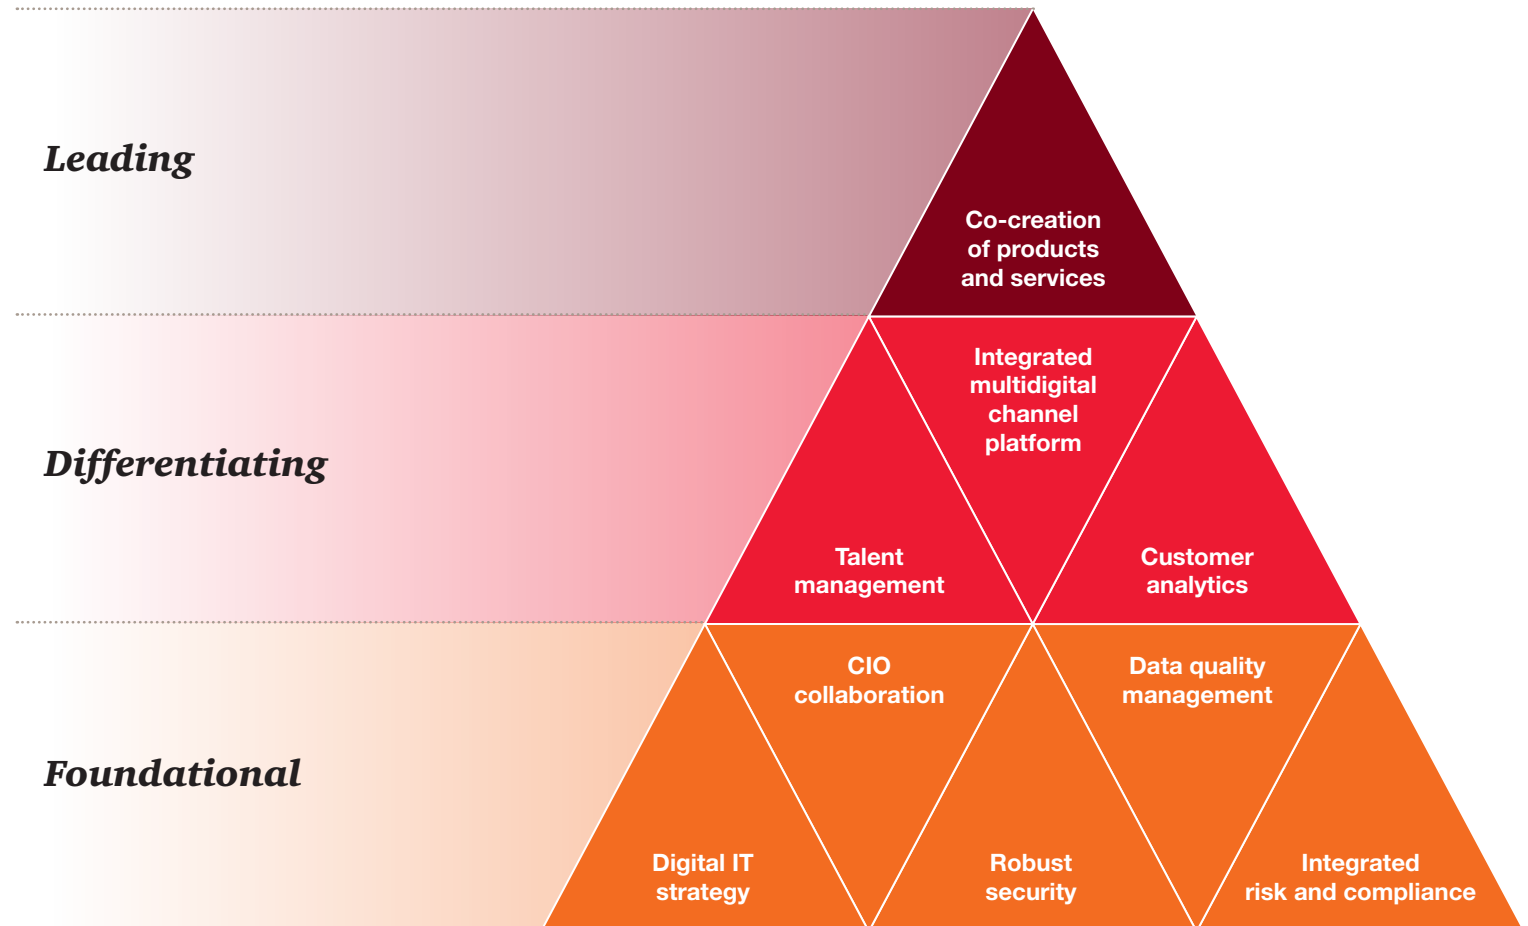 Leading
Co-creation
of products
and services
Differentiating
Integrated
multidigital
channel
platform
Talent
management
Customer
analytics
Foundational
CIO
collaboration
Data quality
management
Digital IT
strategy
Robust
security
Integrated
risk and compliance